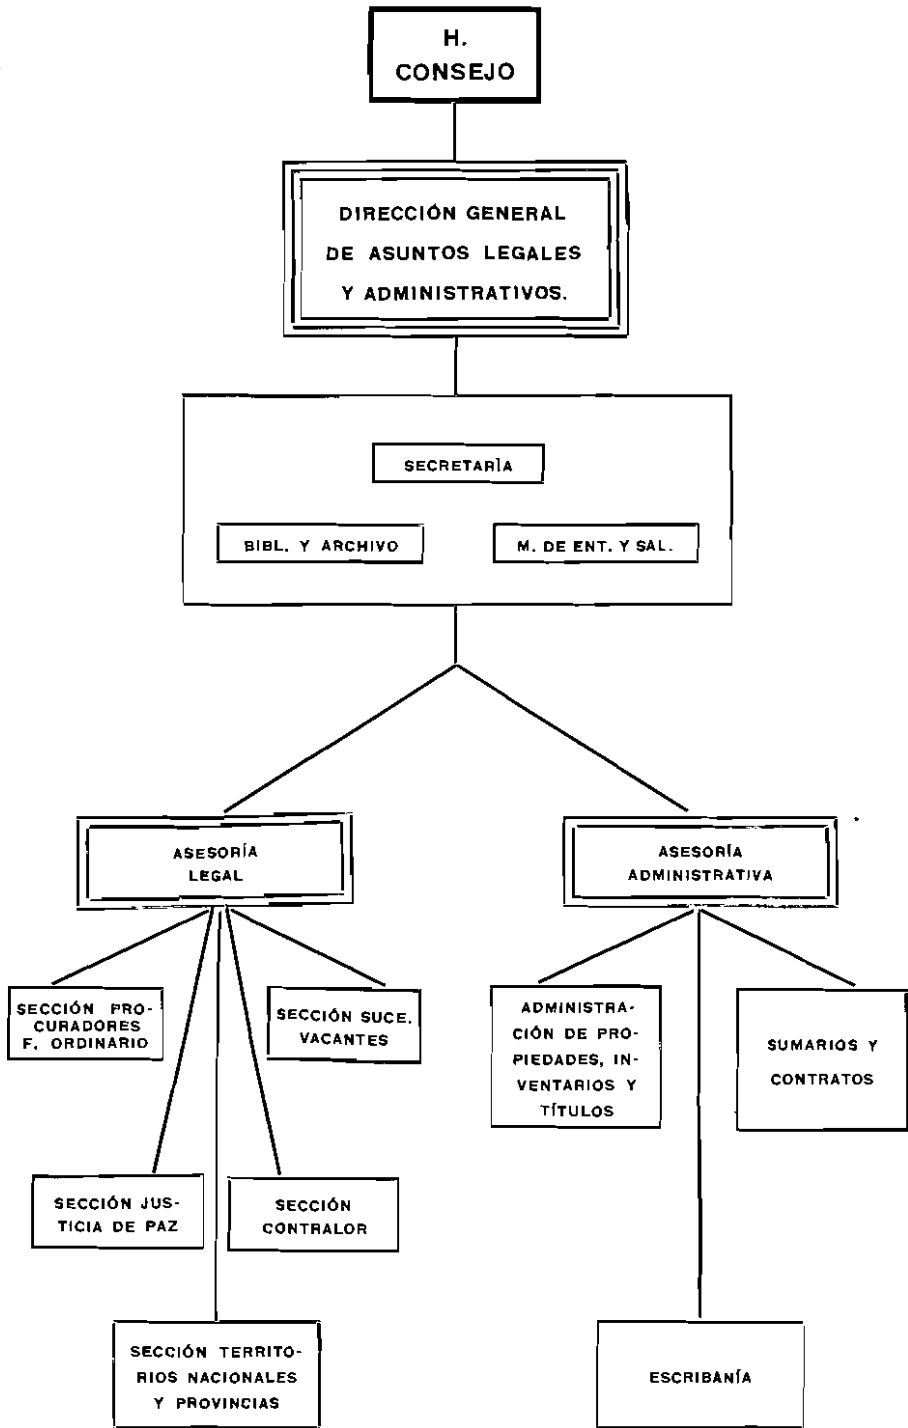 H.
CONSEJO
DIRECCIÓN GENERAL
DE ASUNTOS LEGALES
Y ADMINISTRATIVOS.
SECRETARÍA
BIBL. Y ARCHIVO
M. DE ENT. Y SAL.
ASESORÍA
LEGAL
ASESORÍA
ADMINISTRATIVA
SECCIÓN PRO-
CURADORES
F. ORDINARIO
SECCIÓN SUCE.
VACANTES
ADMINISTRA-
CIÓN DE PRO-
PIEDADES, IN-
VENTARIOS Y
TÍTULOS
SUMARIOS Y
CONTRATOS
SECCIÓN JUS-
TICIA DE PAZ
SECCIÓN
CONTRALOR
SECCIÓN TERRITO-
RIOS NACIONALES
Y PROVINCIAS
ESCRIBANÍA